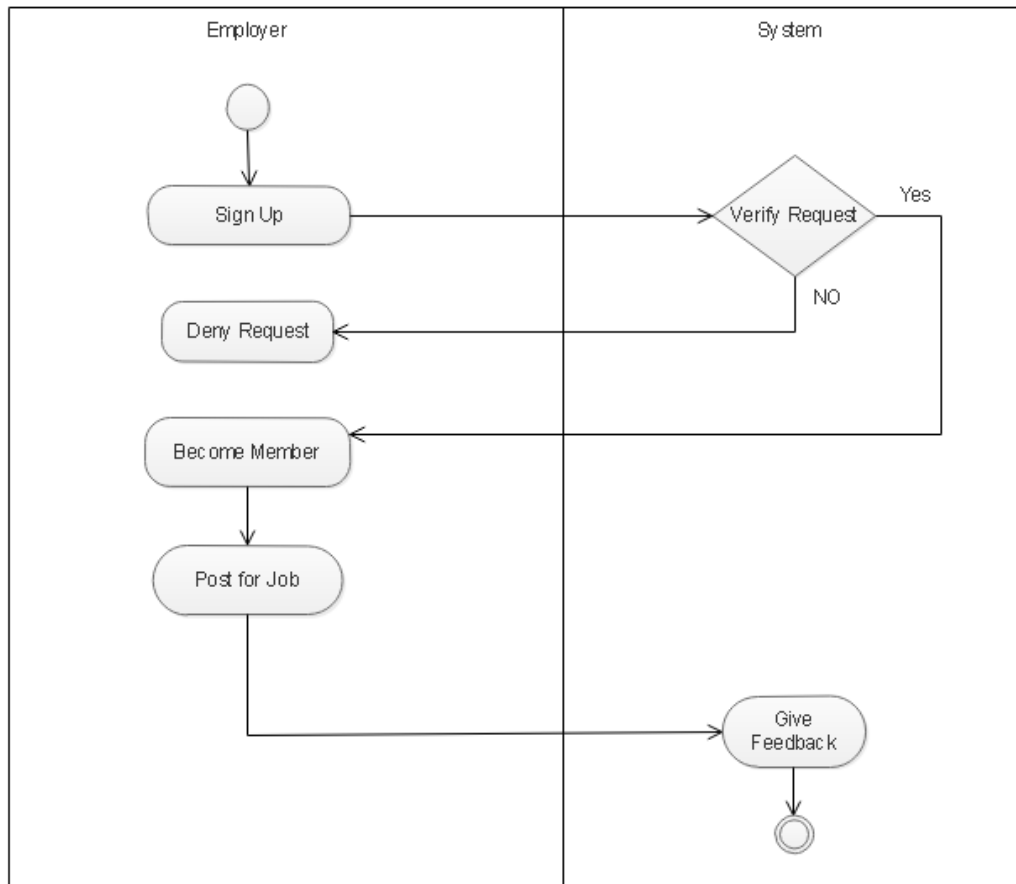 Employer
System
Sign Up
Verify Request
Yes
NO
Deny Request
Become Member
Post for Job
Give
Feedback